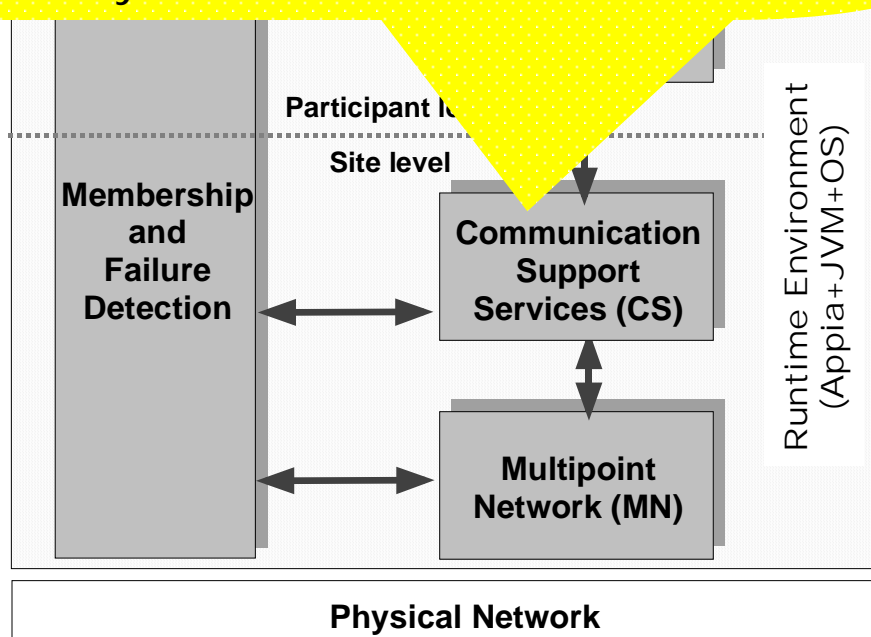 Participant
Site level
Membership
and
Failure
Detection
Communication
Support
Services (CS)
Multipoint
Network (MN)
Runtime Environment
(Appia+JVM+OS)
Physical Network